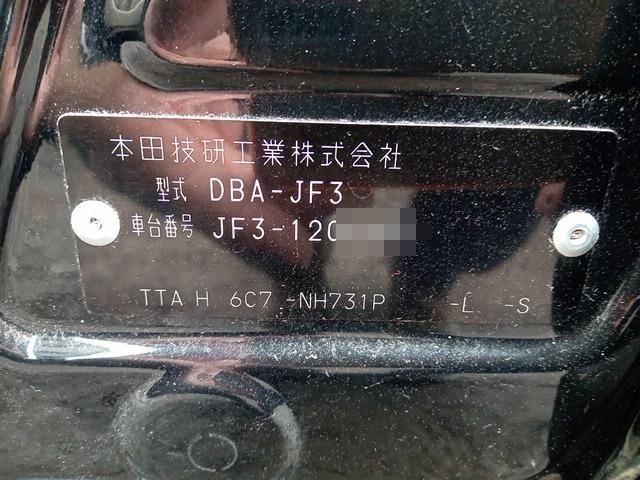 本田技研工業株式会社
型式 DBA-JF3
車台番号 JF3-120
TTA H 6C7 -NH731P -L -S